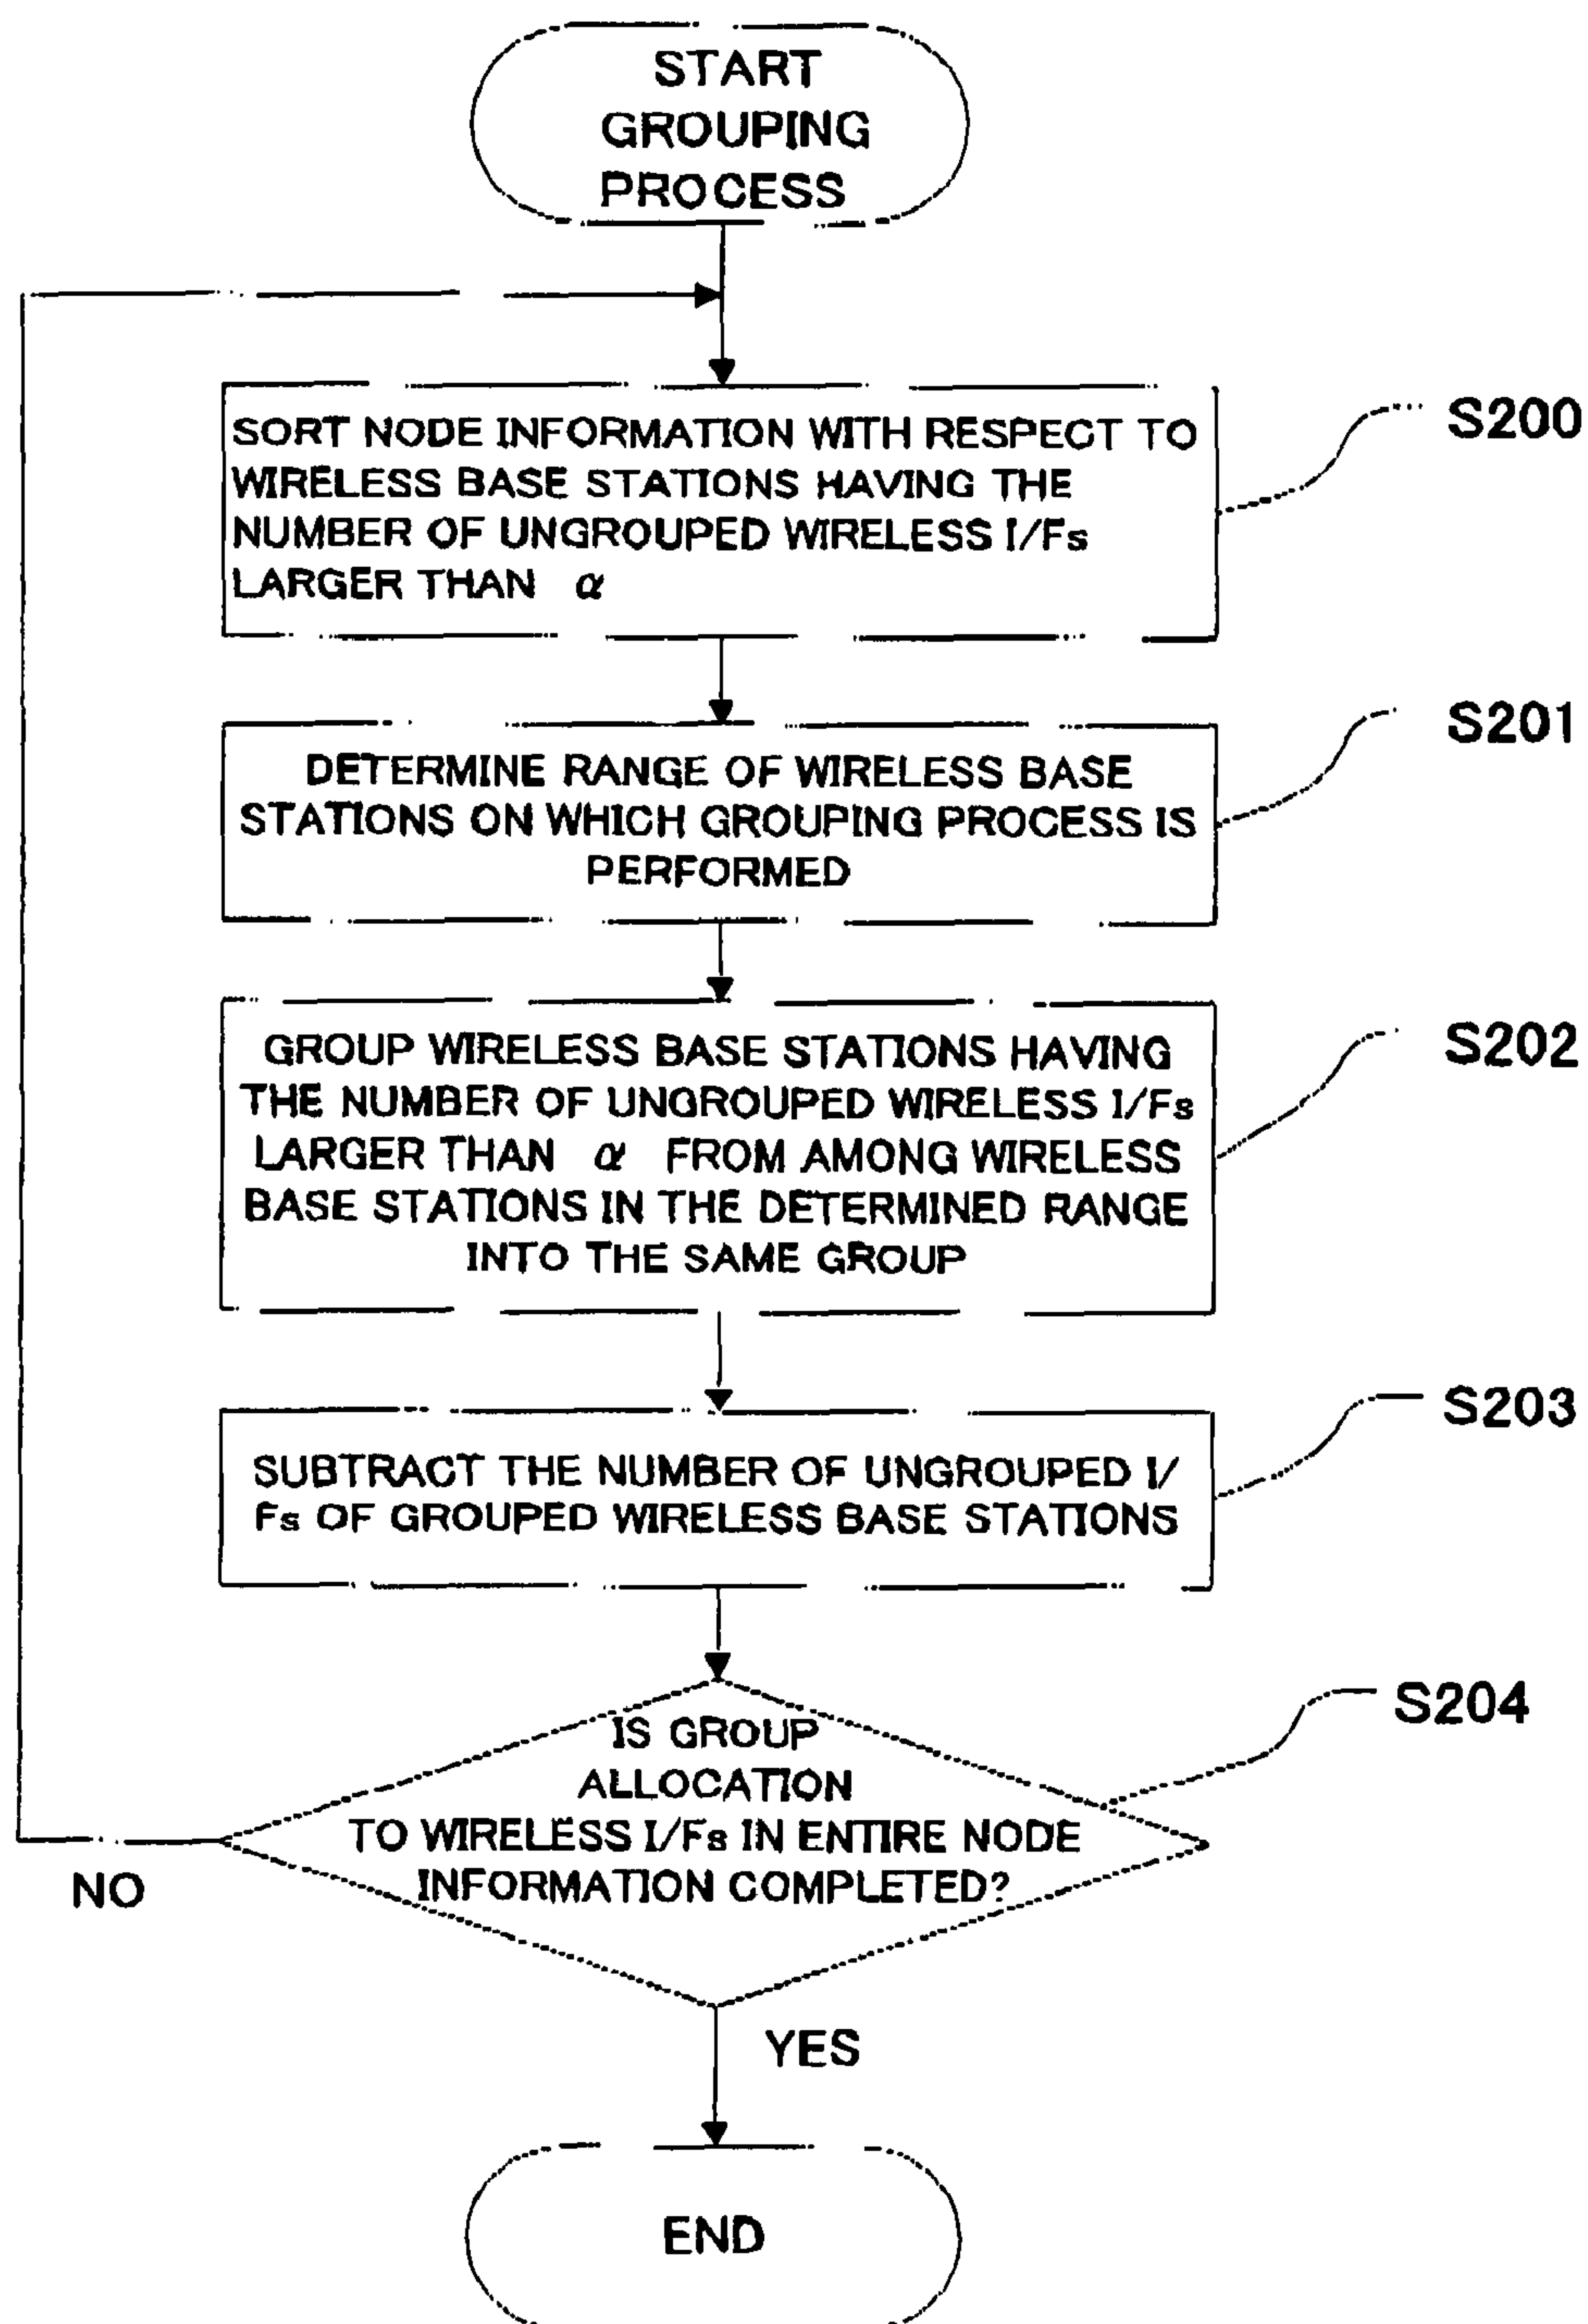 START
GROUPING
PROCESS
SORT NODE INFORMATION WITH RESPECT TO
WIRELESS BASE STATIONS HAVING THE
NUMBER OF UNGROUPED WIRELESS I/Fs
LARGER THAN α
S200
DETERMINE RANGE OF WIRELESS BASE
STATIONS ON WHICH GROUPING PROCESS IS
PERFORMED
S201
GROUP WIRELESS BASE STATIONS HAVING
THE NUMBER OF UNGROUPED WIRELESS I/Fs
LARGER THAN α FROM AMONG WIRELESS
BASE STATIONS IN THE DETERMINED RANGE
INTO THE SAME GROUP
S202
SUBTRACT THE NUMBER OF UNGROUPED I/
Fs OF GROUPED WIRELESS BASE STATIONS
S203
IS GROUP
ALLOCATION
TO WIRELESS I/Fs IN ENTIRE NODE
INFORMATION COMPLETED?
S204
NO
YES
END